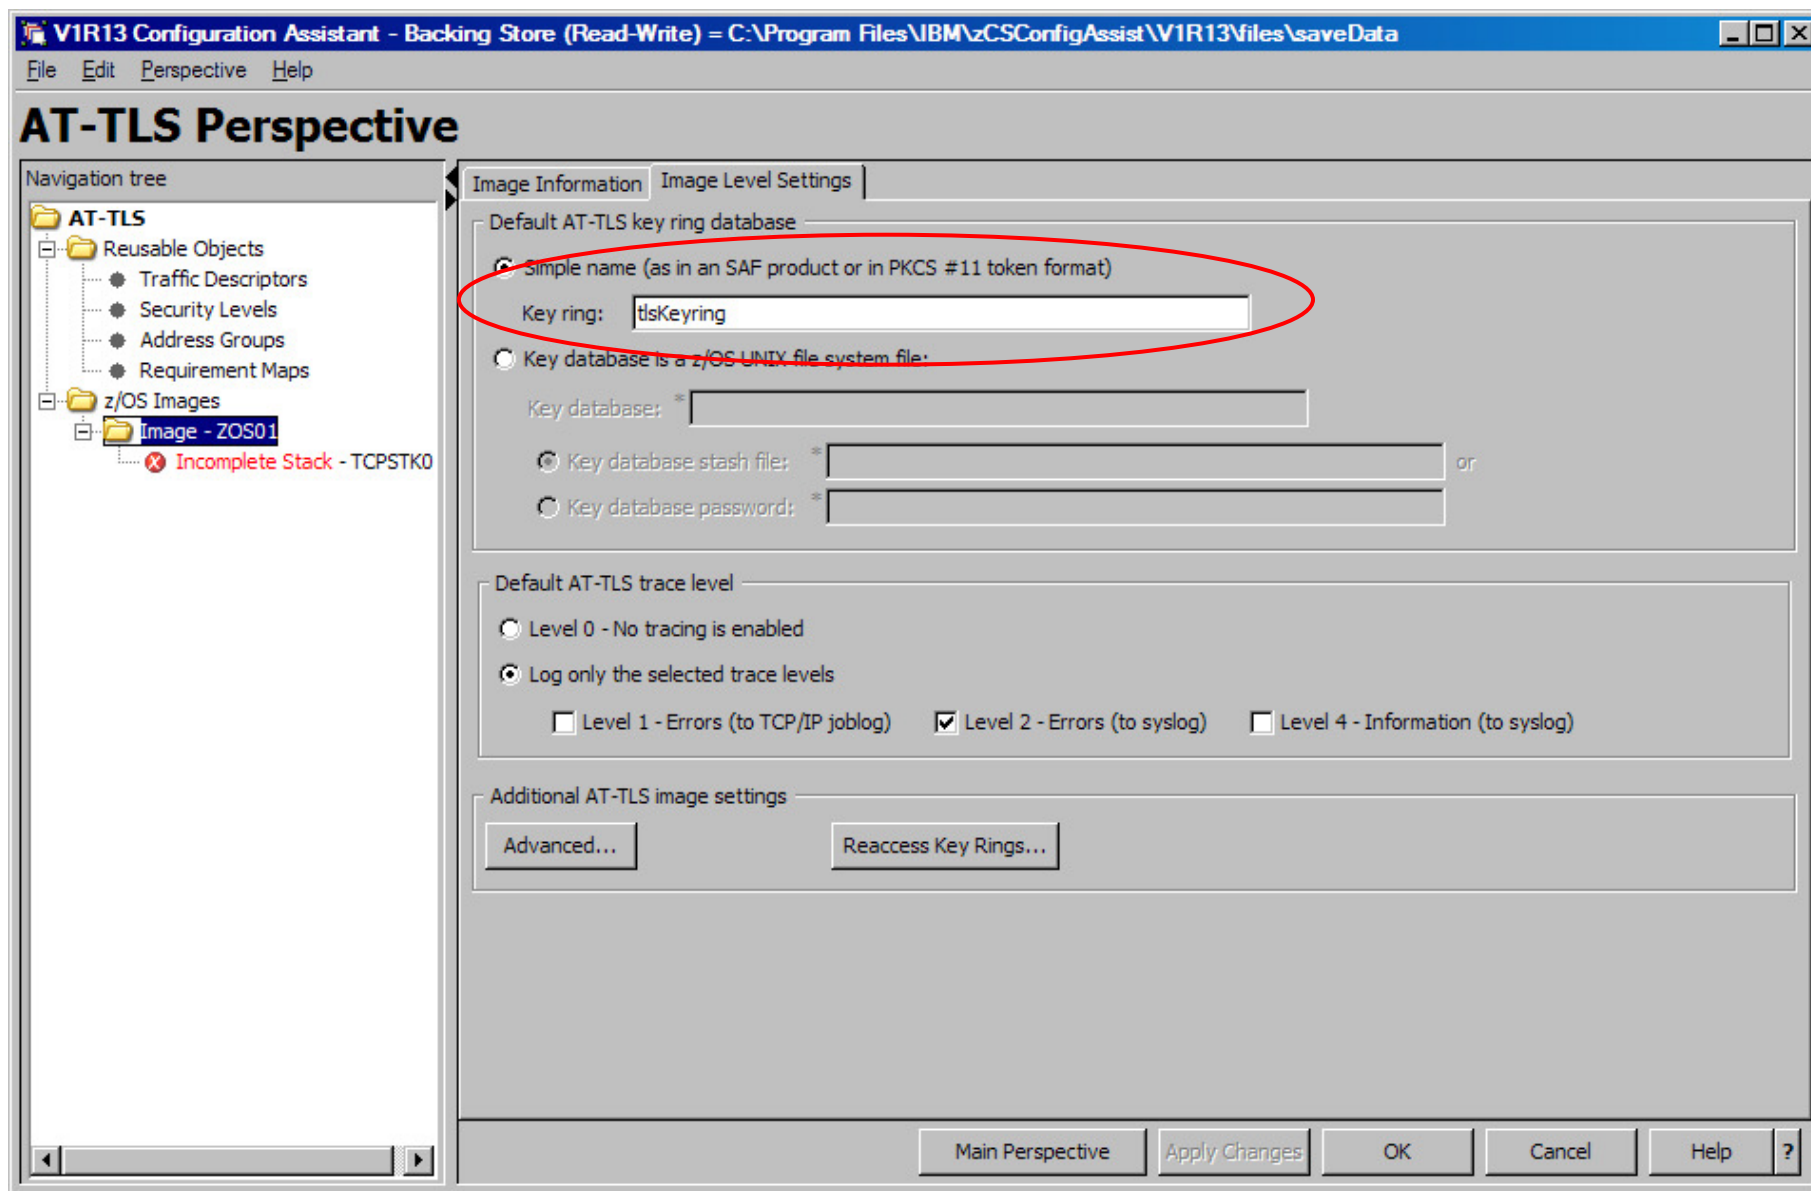 V1R13 Configuration Assistant - Backing Store (Read-Write) = C:\Program Files\IBM\zCSConfigAssist\V1R13\files\saveData
File Edit Perspective Help
AT-TLS Perspective
Navigation tree
AT-TLS
Reusable Objects
Traffic Descriptors
Security Levels
Address Groups
Requirement Maps
z/OS Images
Image - ZOS01
Incomplete Stack - TCPSTK0
Image Information Image Level Settings
Default AT-TLS key ring database
Simple name (as in an SAF product or in PKCS #11 token format)
Key ring: tlsKeyring
Key database is a z/OS UNIX file system file:
Key database: *
Key database stash file: * or
Key database password: *
Default AT-TLS trace level
Level 0 - No tracing is enabled
Log only the selected trace levels
Level 1 - Errors (to TCP/IP joblog) Level 2 - Errors (to syslog) Level 4 - Information (to syslog)
Additional AT-TLS image settings
Advanced... Reaccess Key Rings...
Main Perspective Apply Changes OK Cancel Help ?